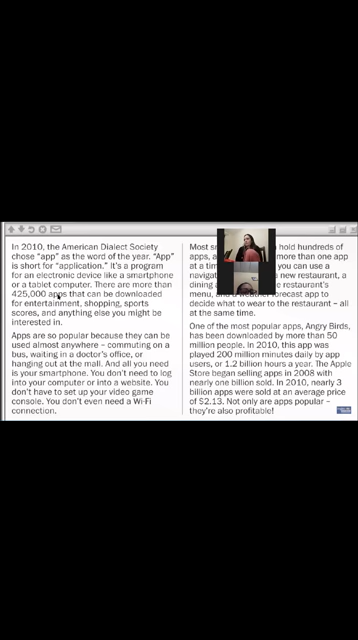 In 2010, the American Dialect Society
chose “app” as the word of the year. “App”
is short for “application.” It’s a program
for an electronic device like a smartphone
or a tablet computer. There are more than
425,000 apps that can be downloaded
for entertainment, shopping, sports
scores, and anything else you might be
interested in.
Apps are so popular because they can be
used almost anywhere – commuting on a
bus, waiting in a doctor’s office, or
hanging out at the mall. And all you need
is your smartphone. You don’t need to log
into your computer or into a website. You
don’t have to set up your video game
console. You don’t even need a Wi-Fi
connection.
Most hold hundreds of
apps, more than one app
at a you can use a
navigat new restaurant, a
dining restaurant’s
menu, forecast app to
decide what to wear to the restaurant – all
at the same time.
One of the most popular apps, Angry Birds,
has been downloaded by more than 50
million people. In 2010, this app was
played 200 million minutes daily by app
users, or 1.2 billion hours a year. The Apple
Store began selling apps in 2008 with
nearly one billion sold. In 2010, nearly 3
billion apps were sold at an average price
of $2.13. Not only are apps popular –
they’re also profitable!